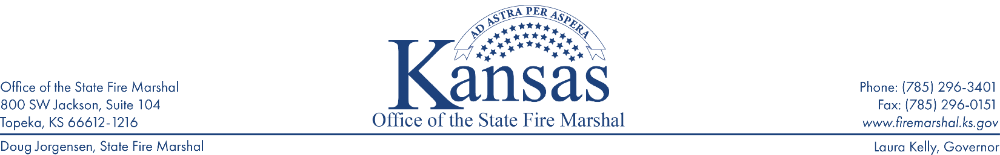 AD ASTRA PER ASPERA
Kansas
Office of the State Fire Marshal
Office of the State Fire Marshal
800 SW Jackson, Suite 104
Topeka, KS 66612-1216
Phone: (785) 296-3401
Fax: (785) 296-0151
www.firemarshal.ks.gov
Doug Jorgensen, State Fire Marshal
Laura Kelly, Governor